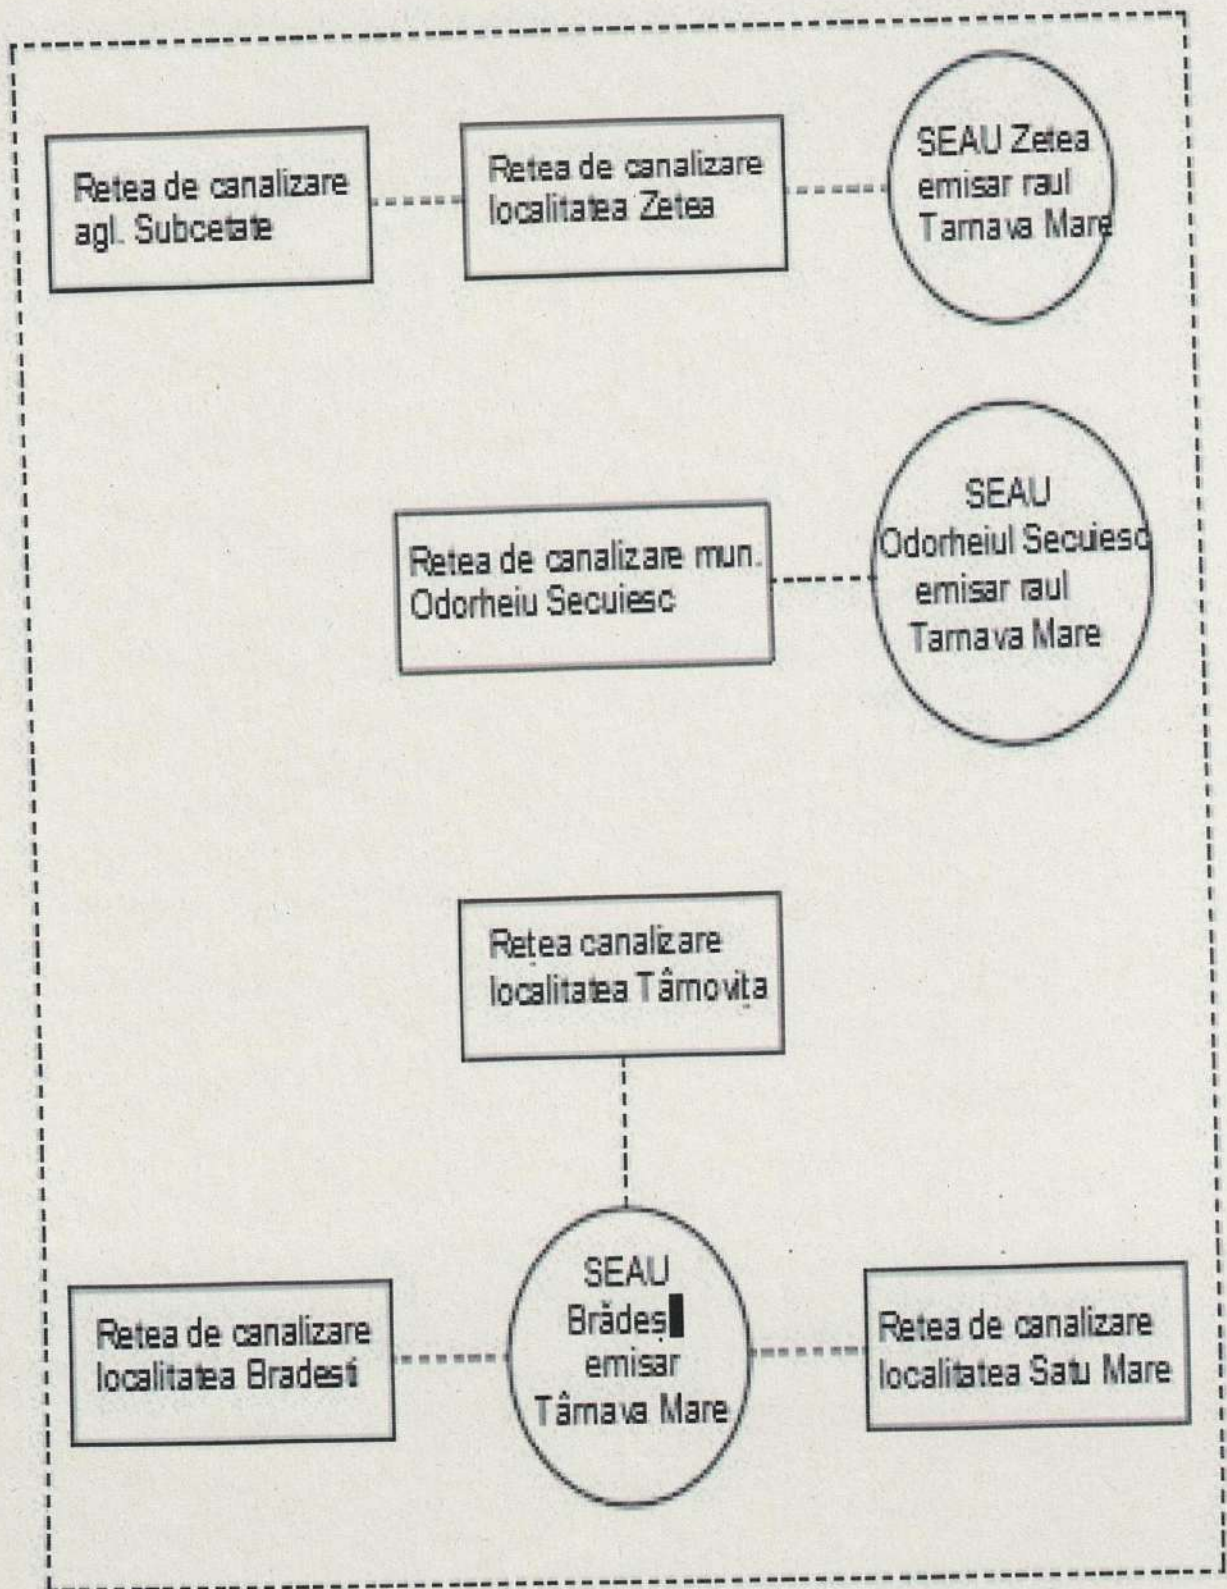 Retea de canalizare
agl. Subcetate
Retea de canalizare
localitatea Zetea
SEAU Zetea
emisar raul
Tarnava Mare
Retea de canalizare mun.
Odorheiu Secuiesc
SEAU
Odorheiul Secuiesc
emisar raul
Tarnava Mare
Rețea canalizare
localitatea Târnovița
Retea de canalizare
localitatea Bradesti
SEAU
emisar
Târnava Mare
Retea de canalizare
localitatea Satu Mare